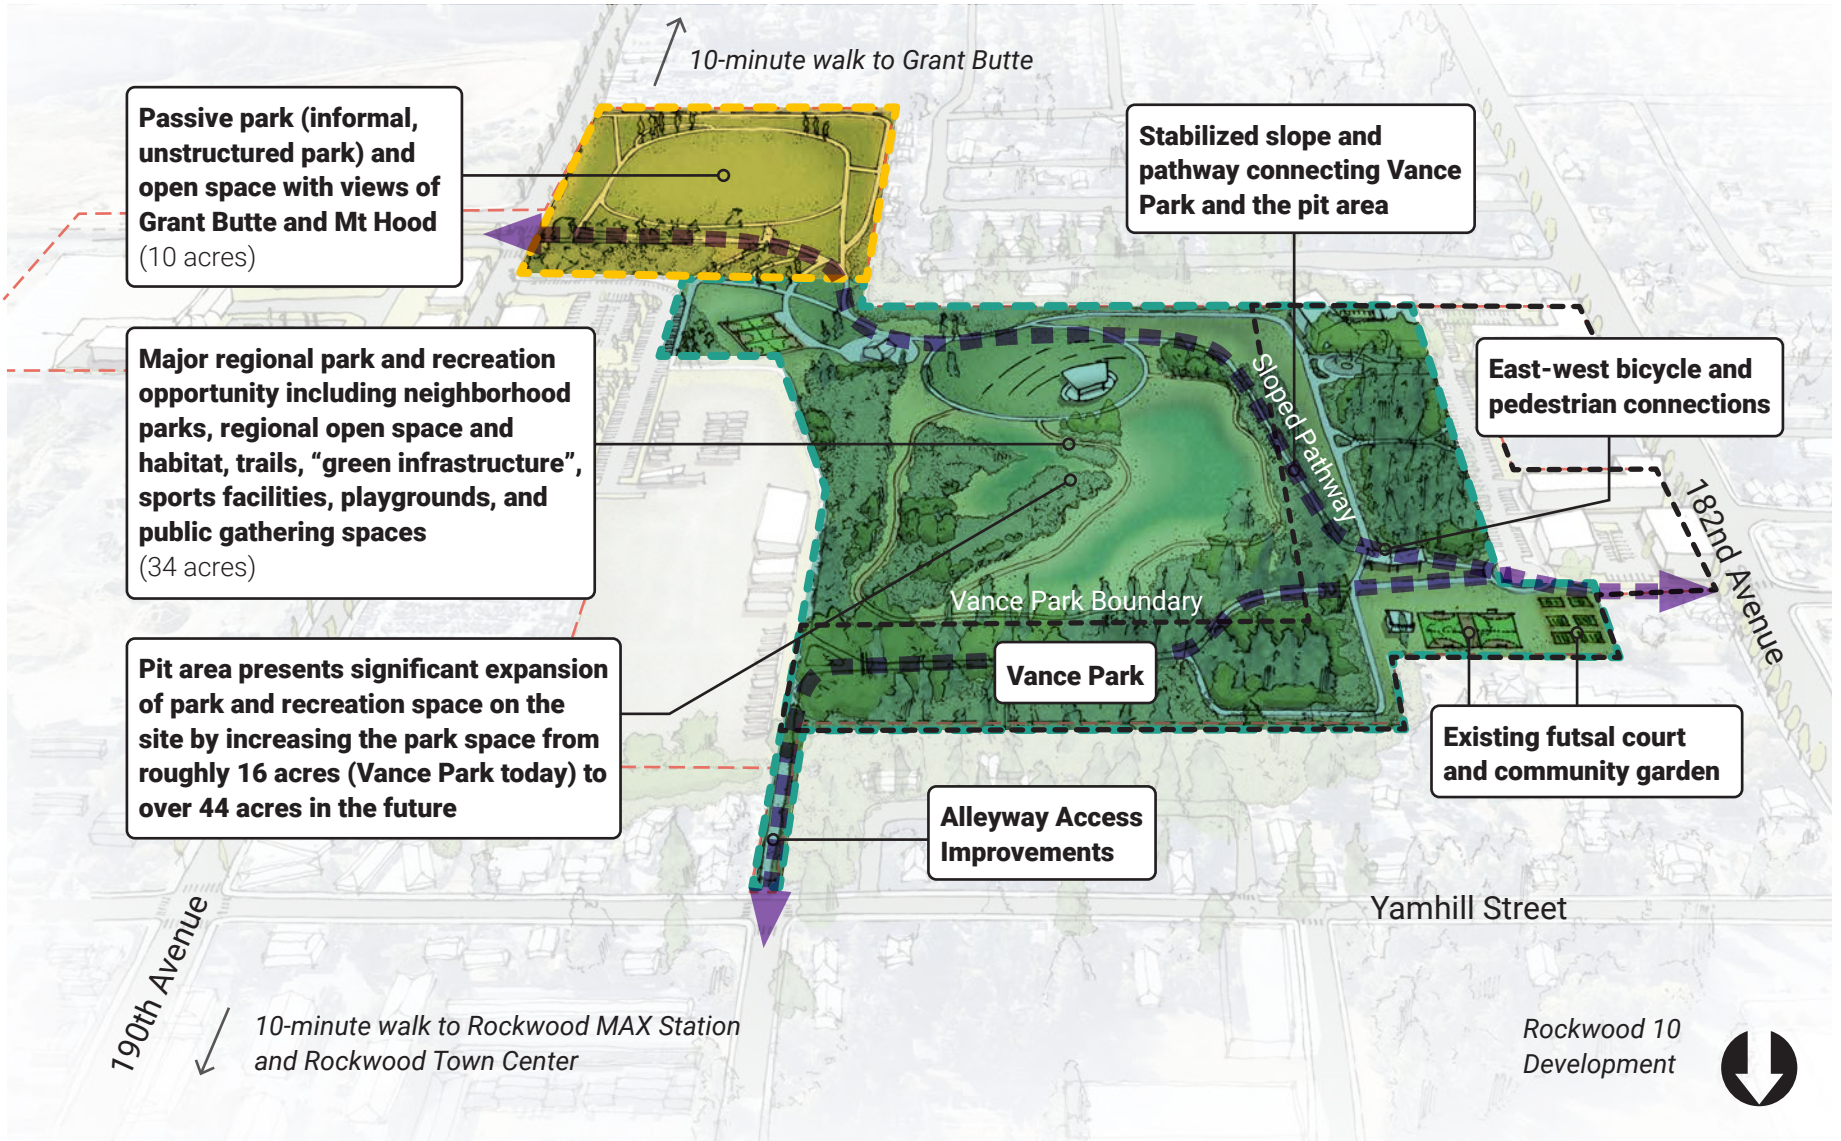 10-minute walk to Grant Butte
Passive park (informal,
unstructured park) and
open space with views of
Grant Butte and Mt Hood
(10 acres)
Stabilized slope and
pathway connecting Vance
Park and the pit area
Major regional park and recreation
opportunity including neighborhood
parks, regional open space and
habitat, trails, “green infrastructure”,
sports facilities, playgrounds, and
public gathering spaces
(34 acres)
East-west bicycle and
pedestrian connections
Sloped Pathway
182nd Avenue
Vance Park Boundary
Vance Park
Pit area presents significant expansion
of park and recreation space on the
site by increasing the park space from
roughly 16 acres (Vance Park today) to
over 44 acres in the future
Existing futsal court
and community garden
Alleyway Access
Improvements
Yamhill Street
190th Avenue
10-minute walk to Rockwood MAX Station
and Rockwood Town Center
Rockwood 10
Development